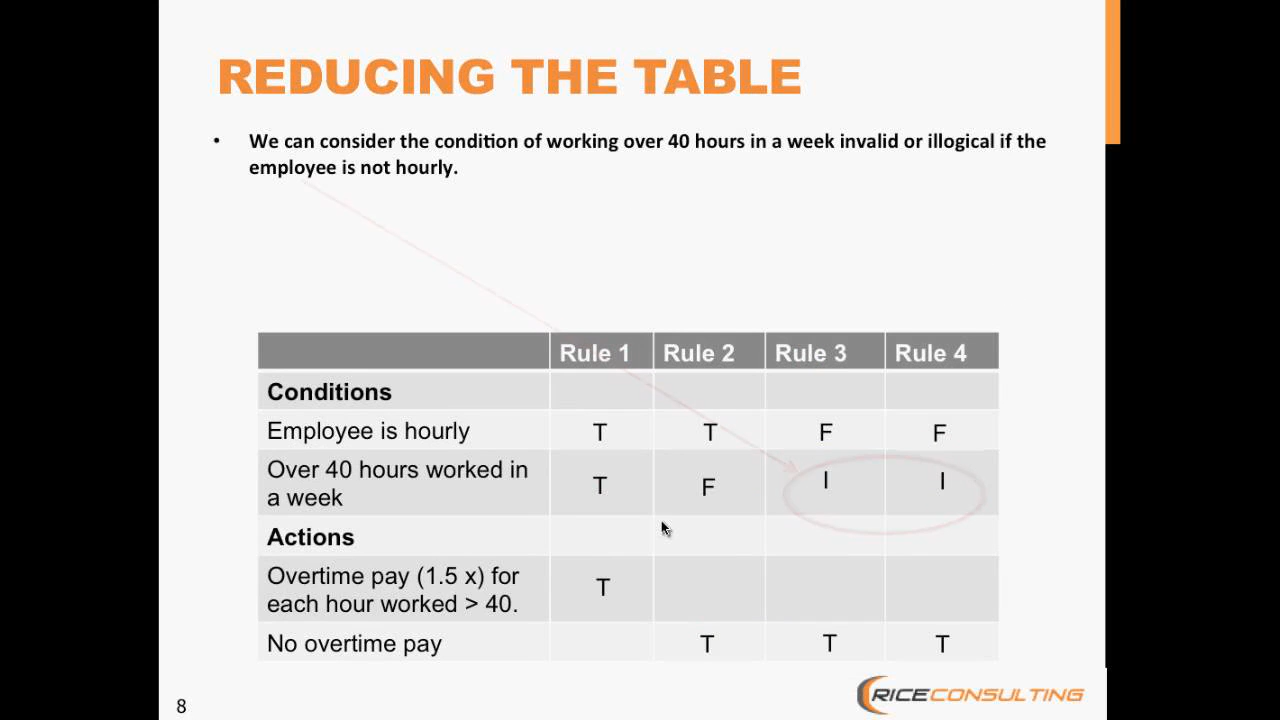 REDUCING THE TABLE
• We can consider the condition of working over 40 hours in a week invalid or illogical if the
employee is not hourly.
Rule 1 Rule 2 Rule 3 Rule 4
Conditions
Employee is hourly T T F F
Over 40 hours worked in
a week T F I I
Actions
Overtime pay (1.5 x) for
each hour worked > 40. T
No overtime pay T T T
RICECONSULTING
8